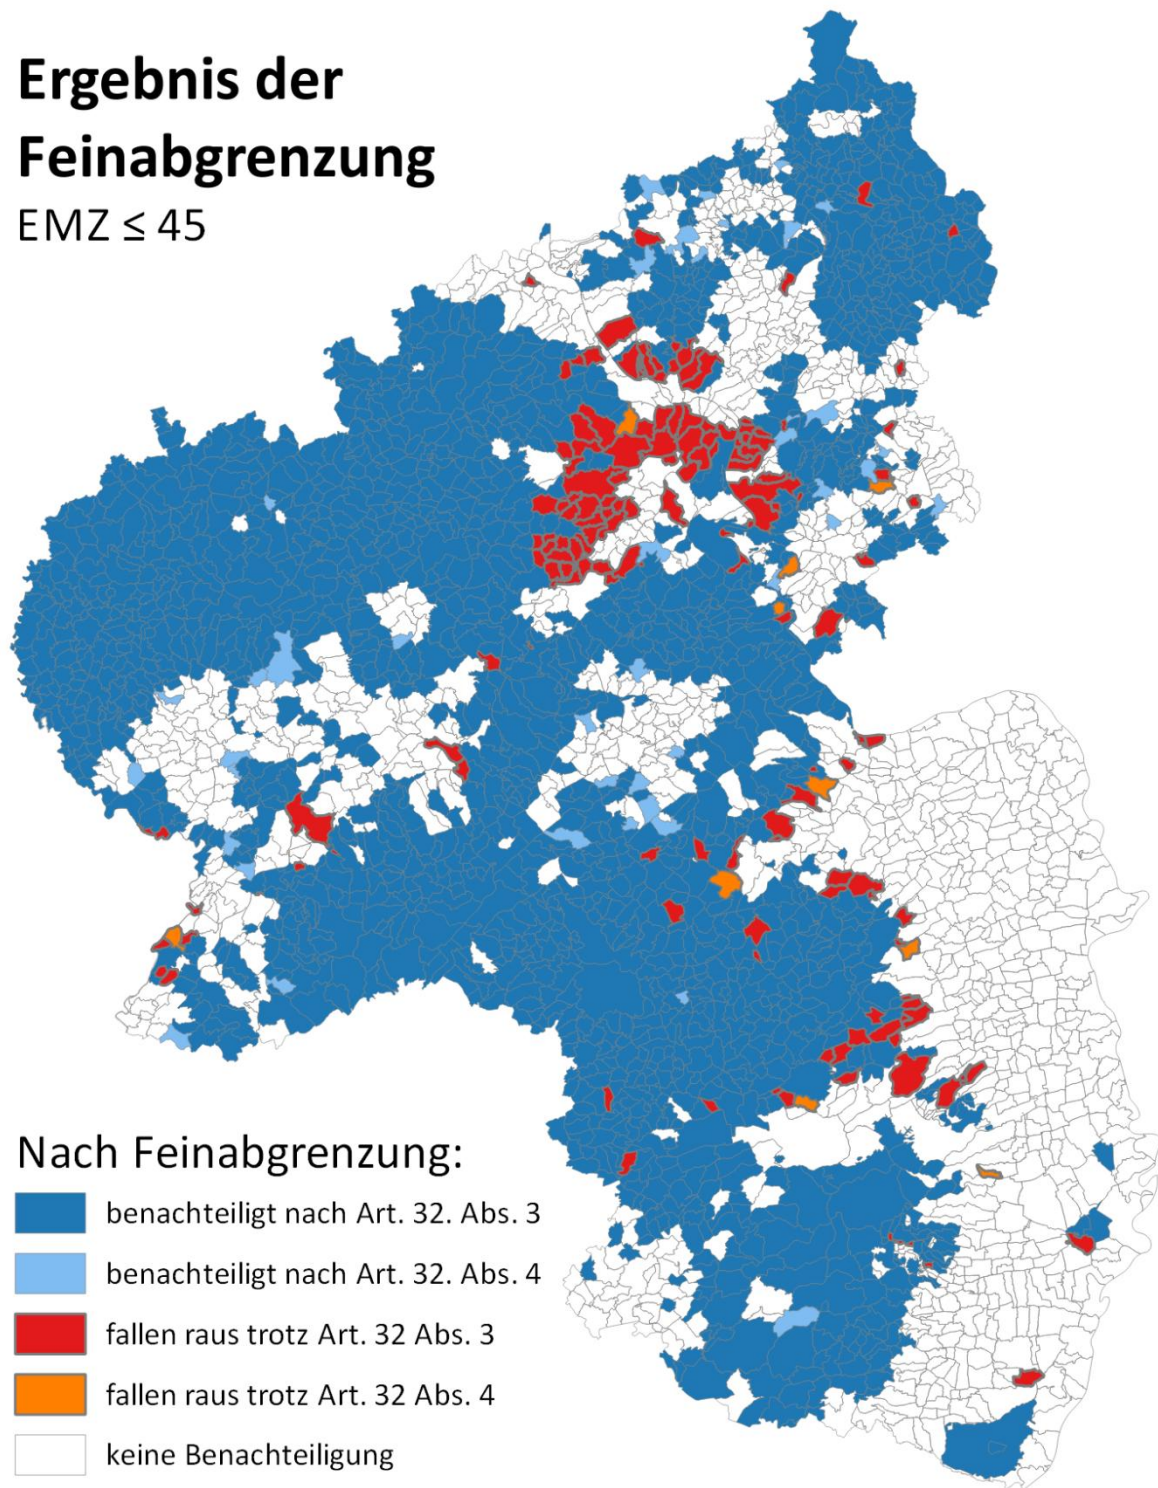 Ergebnis der
Feinabgrenzung
EMZ ≤ 45
Nach Feinabgrenzung:
benachteiligt nach Art. 32. Abs. 3
benachteiligt nach Art. 32. Abs. 4
fallen raus trotz Art. 32 Abs. 3
fallen raus trotz Art. 32 Abs. 4
keine Benachteiligung